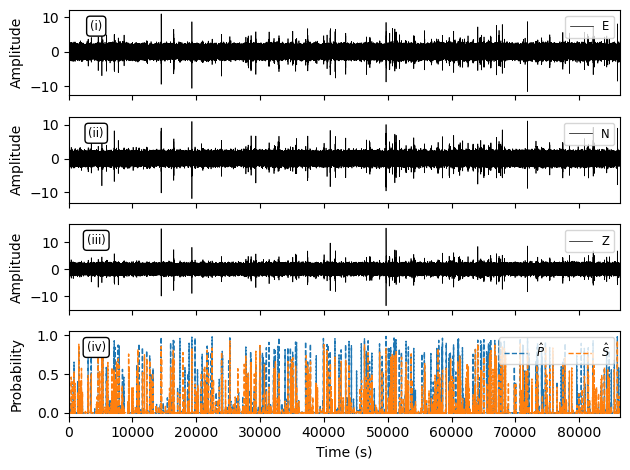 10
0
−10
Amplitude
(i)
E
10
0
−10
Amplitude
(ii)
N
10
0
−10
Amplitude
(iii)
Z
1.0
0.5
0.0
Probability
(iv)
P̂ Ŝ
0 10000 20000 30000 40000 50000 60000 70000 80000
Time (s)